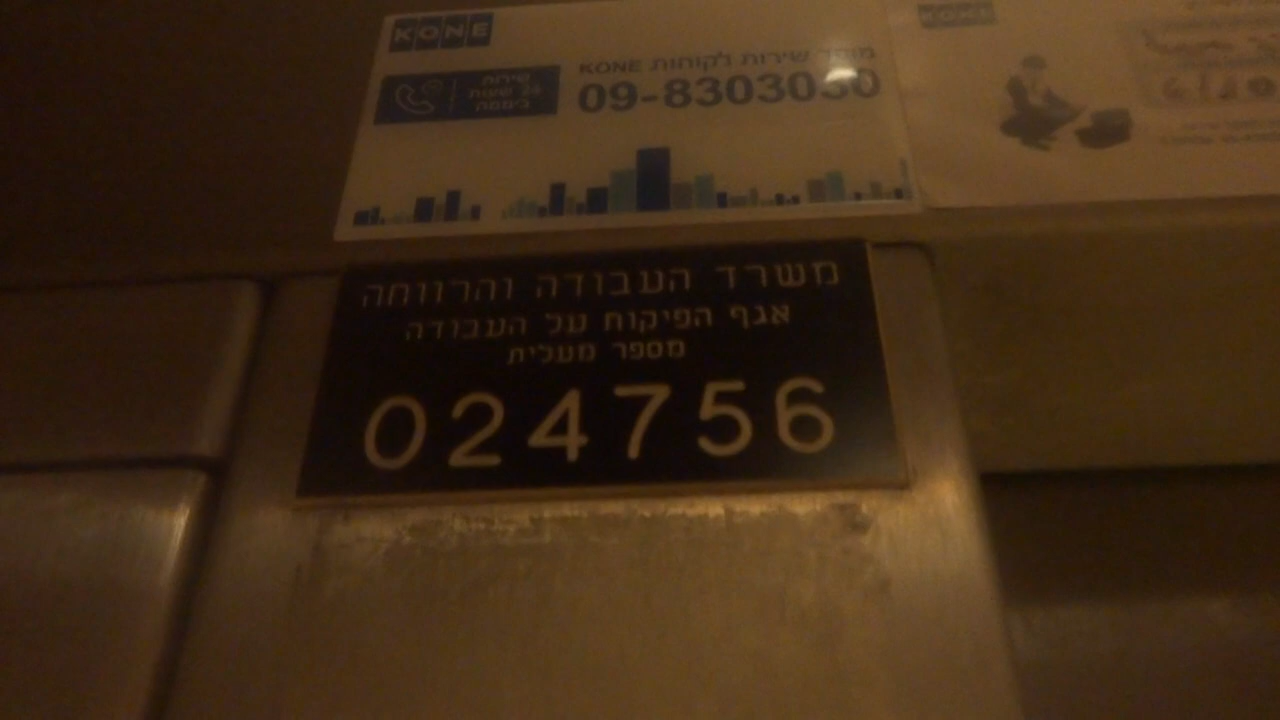 KONE
מוקד שירות לקוחות KONE
שירות
24 שעות
ביממה
09-8303030
KONE
משרד העבודה והרווחה
אגף הפיקוח על העבודה
מספר מעלית
024756